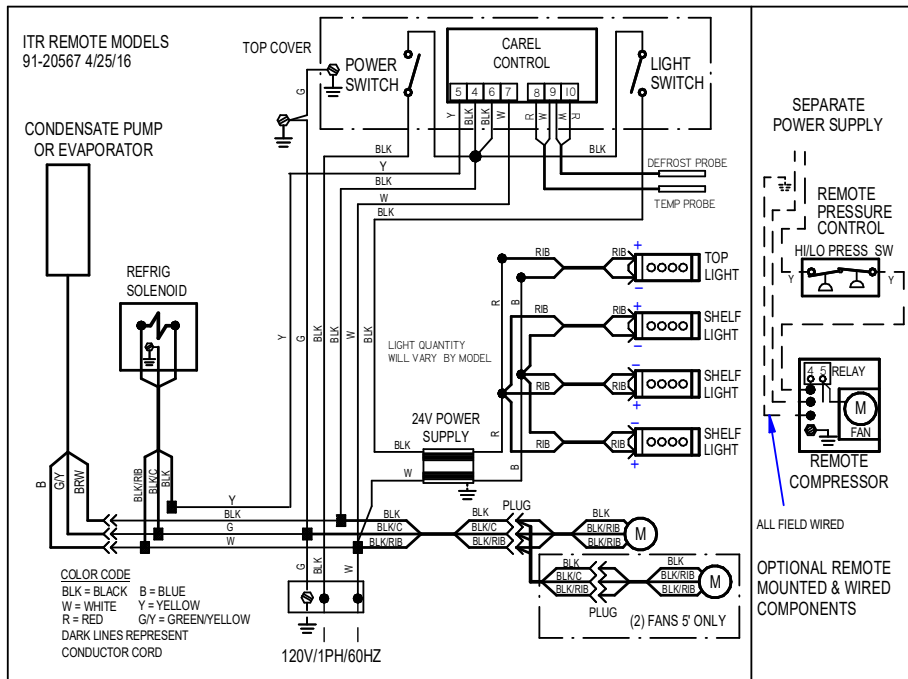 ITR REMOTE MODELS
91-20567 4/25/16
TOP COVER
POWER
SWITCH
CAREL
CONTROL
5 4 6 7 8 9 10
LIGHT
SWITCH
G
Y
BLK
BLK
W
R
W
W
R
BLK
BLK
Y
BLK
W
BLK
DEFROST PROBE
TEMP PROBE
CONDENSATE PUMP
OR EVAPORATOR
REFRIG
SOLENOID
Y
G
BLK
BLK
W
BLK
LIGHT QUANTITY
WILL VARY BY MODEL
R
B
RIB
RIB
+
-
TOP
LIGHT
RIB
RIB
+
-
SHELF
LIGHT
RIB
RIB
-
+
SHELF
LIGHT
RIB
RIB
-
+
SHELF
LIGHT
24V POWER
SUPPLY
BLK
W
R
B
B
G/Y
BRW
BLK/RIB
BLK/C
BLK
Y
BLK
G
W
BLK
BLK/C
BLK/RIB
BLK
BLK/C
BLK/RIB
PLUG
BLK
BLK/RIB
M
BLK
BLK/C
BLK/RIB
PLUG
BLK
BLK/RIB
M
(2) FANS 5' ONLY
G
BLK
W
120V/1PH/60HZ
COLOR CODE
BLK = BLACK B = BLUE
W = WHITE Y = YELLOW
R = RED G/Y = GREEN/YELLOW
DARK LINES REPRESENT
CONDUCTOR CORD
SEPARATE
POWER SUPPLY
REMOTE
PRESSURE
CONTROL
HI/LO PRESS SW
Y
Y
4 5 RELAY
M
FAN
REMOTE
COMPRESSOR
ALL FIELD WIRED
OPTIONAL REMOTE
MOUNTED & WIRED
COMPONENTS